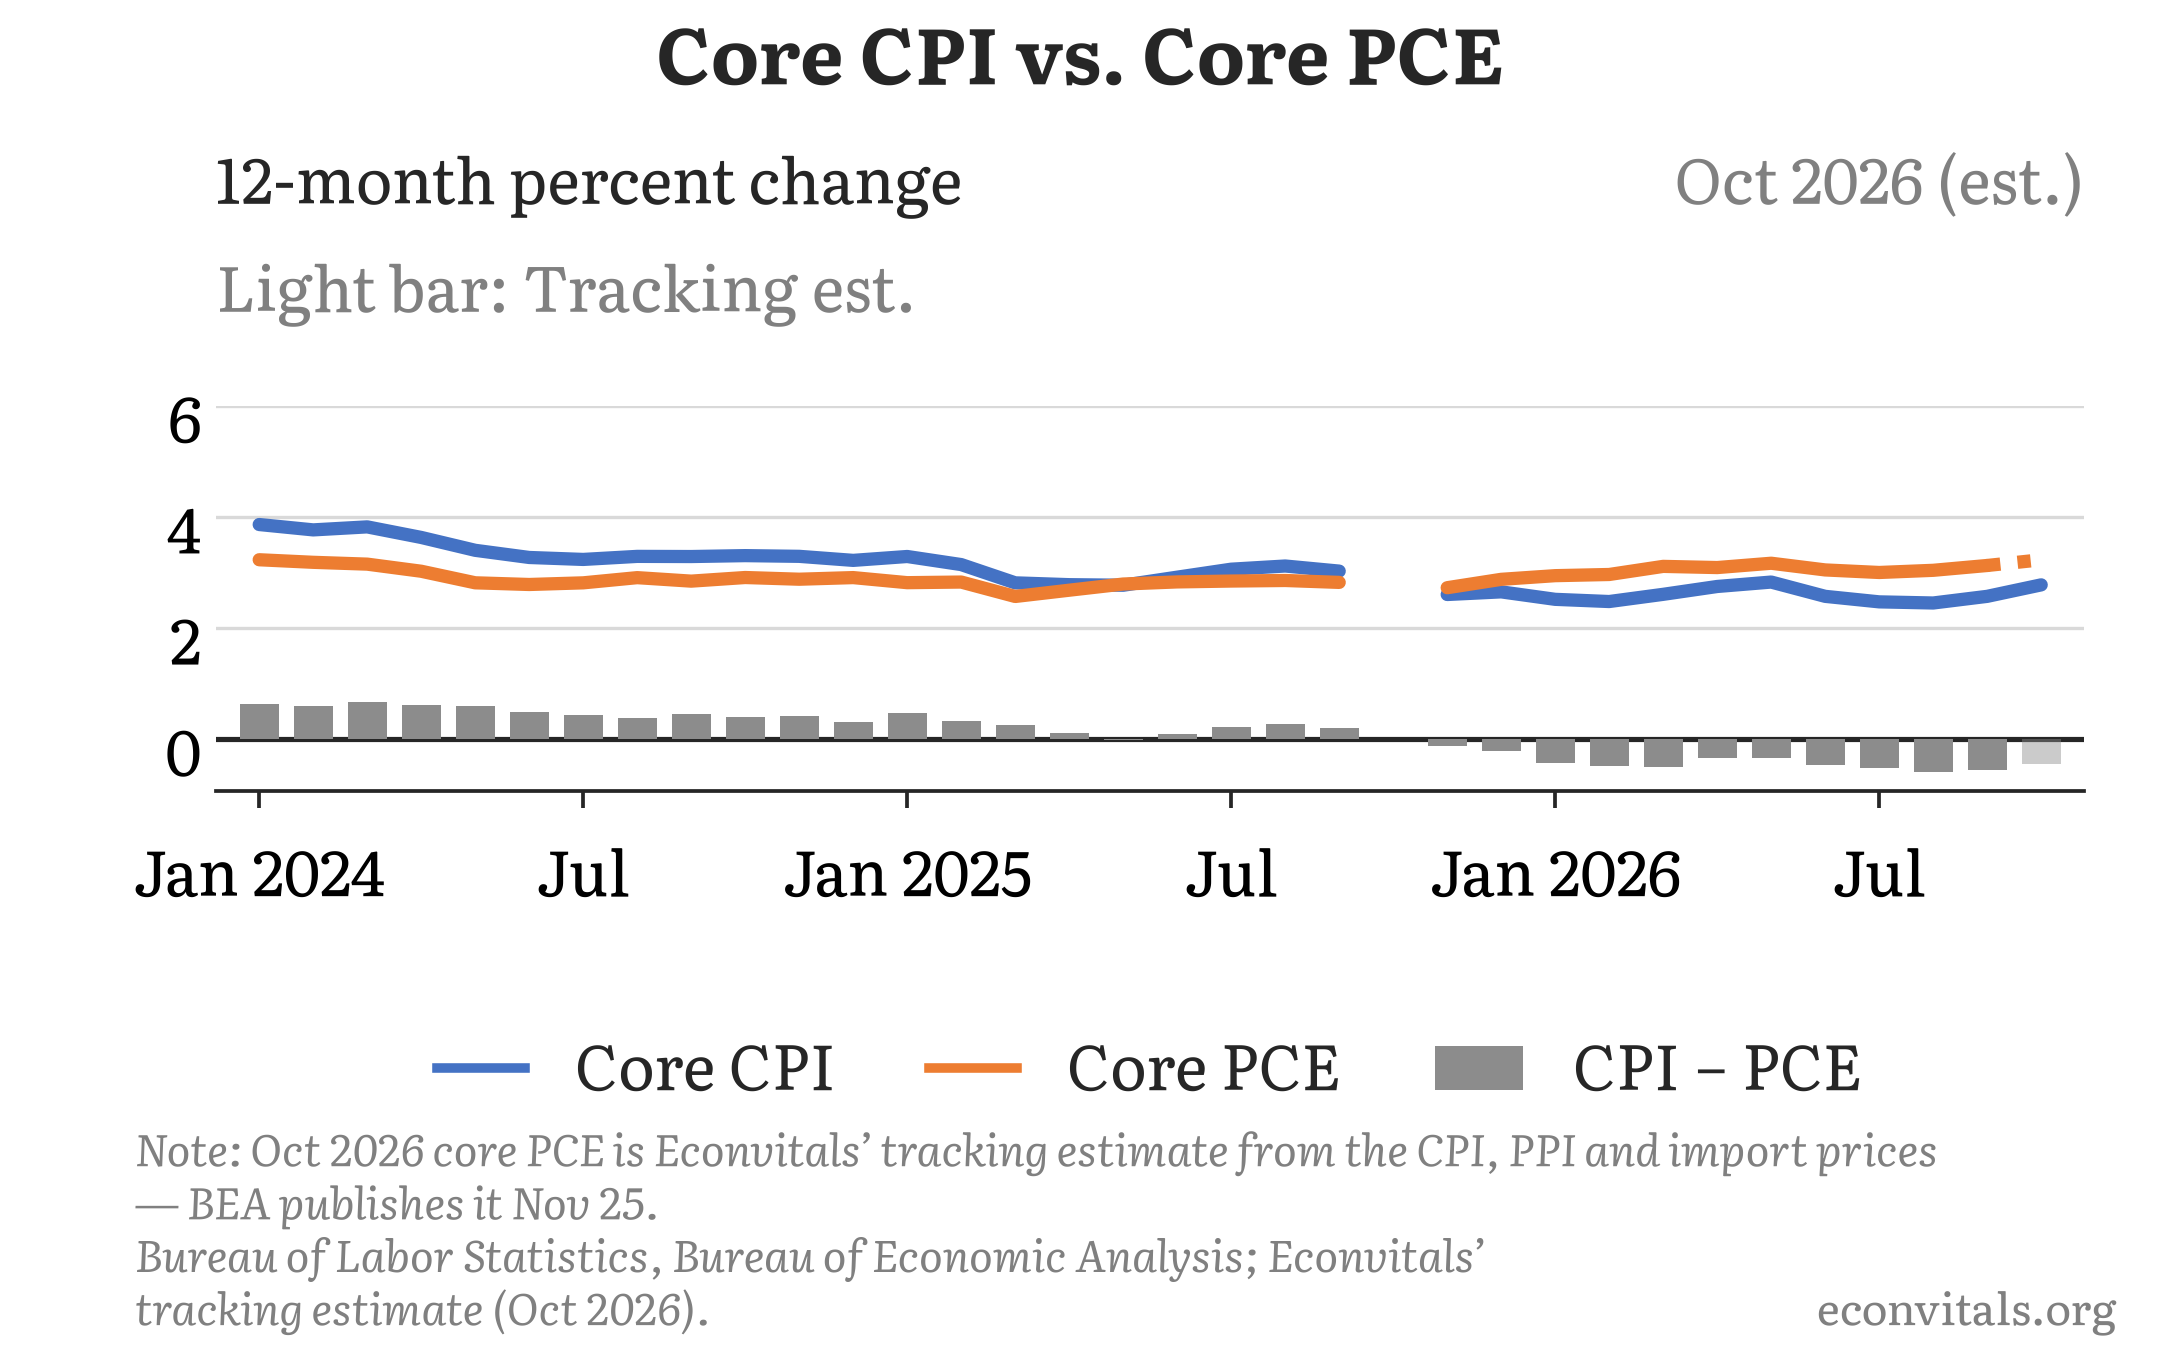 Core CPI vs. Core PCE
12-month percent change
Oct 2026 (est.)
Light bar: Tracking est.
6
4
2
0
Jan 2024
Jul
Jan 2025
Jul
Jan 2026
Jul
Core CPI
Core PCE
CPI – PCE
Note: Oct 2026 core PCE is Econvitals’ tracking estimate from the CPI, PPI and import prices
— BEA publishes it Nov 25.
Bureau of Labor Statistics, Bureau of Economic Analysis; Econvitals’
tracking estimate (Oct 2026).
econvitals.org